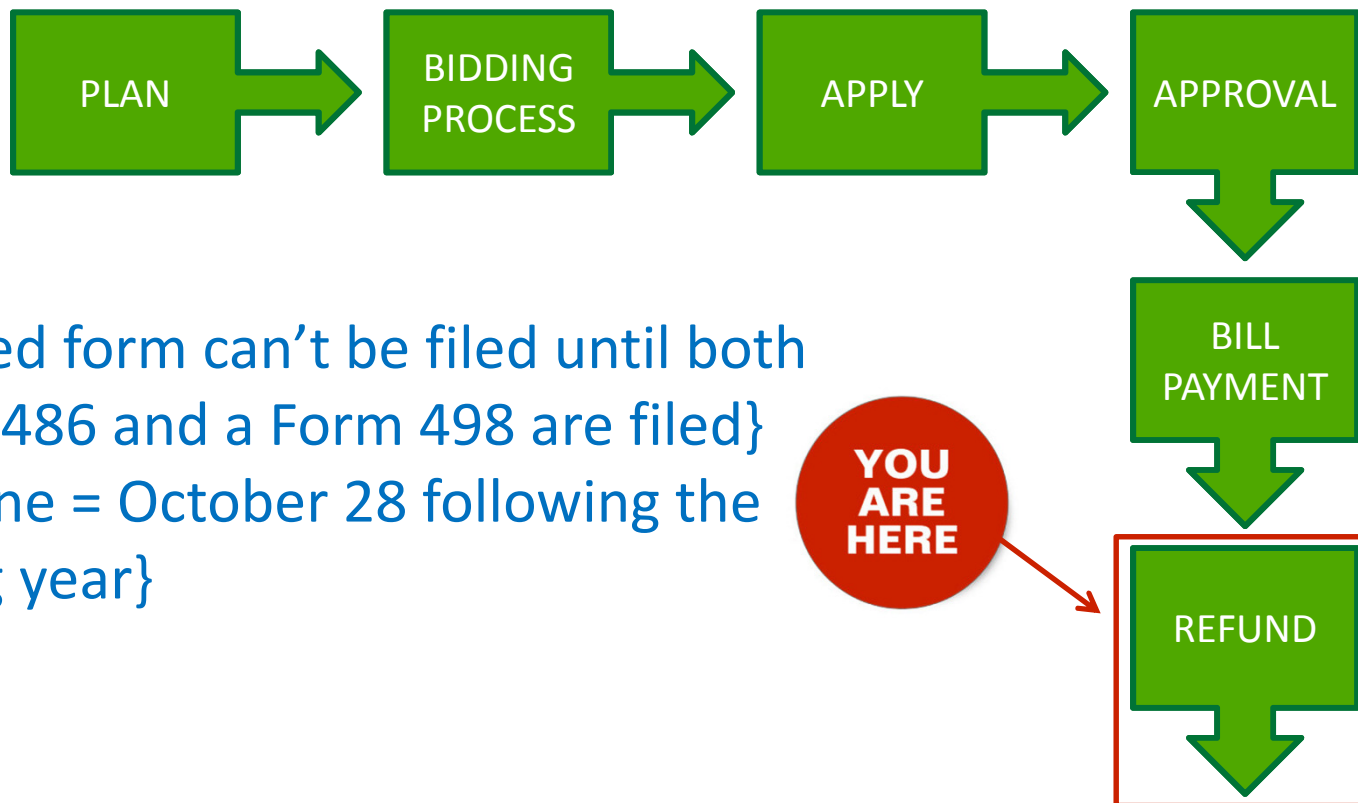 PLAN
BIDDING
PROCESS
APPLY
APPROVAL
ed form can’t be filed until both
486 and a Form 498 are filed}
ne = October 28 following the
g year}
YOU
ARE
HERE
BILL
PAYMENT
REFUND